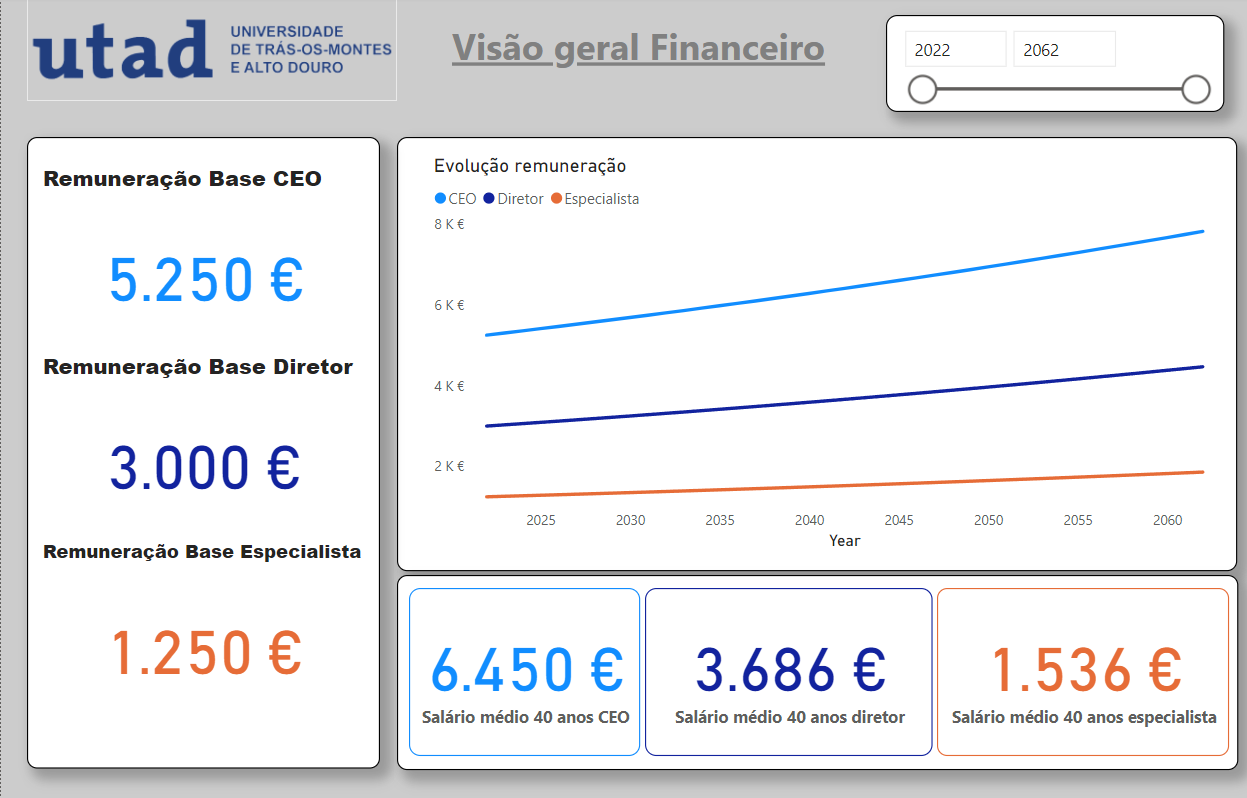 utad
UNIVERSIDADE
DE TRÁS-OS-MONTES
E ALTO DOURO
Visão geral Financeiro
2022 2062
Remuneração Base CEO
5.250 €
Remuneração Base Diretor
3.000 €
Remuneração Base Especialista
1.250 €
Evolução remuneração
CEO Diretor Especialista
8 K €
6 K €
4 K €
2 K €
2025 2030 2035 2040 2045 2050 2055 2060
Year
6.450 €
Salário médio 40 anos CEO
3.686 €
Salário médio 40 anos diretor
1.536 €
Salário médio 40 anos especialista